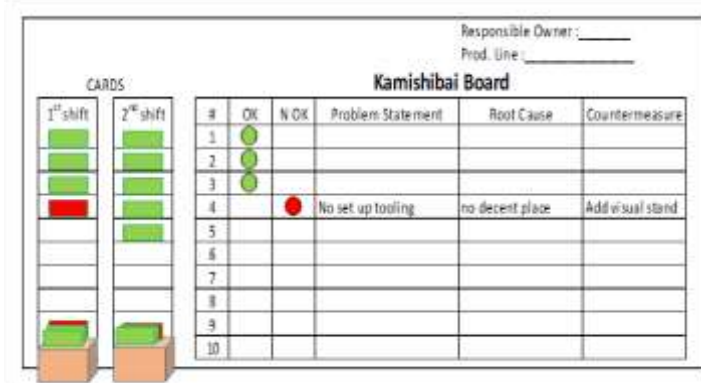 Responsible Owner :________
Prod. Line :________________
CARDS
Kamishibai Board
1st shift 2nd shift
# OK N OK Problem Statement Root Cause Countermeasure
1
2
3
4 No set up tooling no decent place Add visual stand
5
6
7
8
9
10